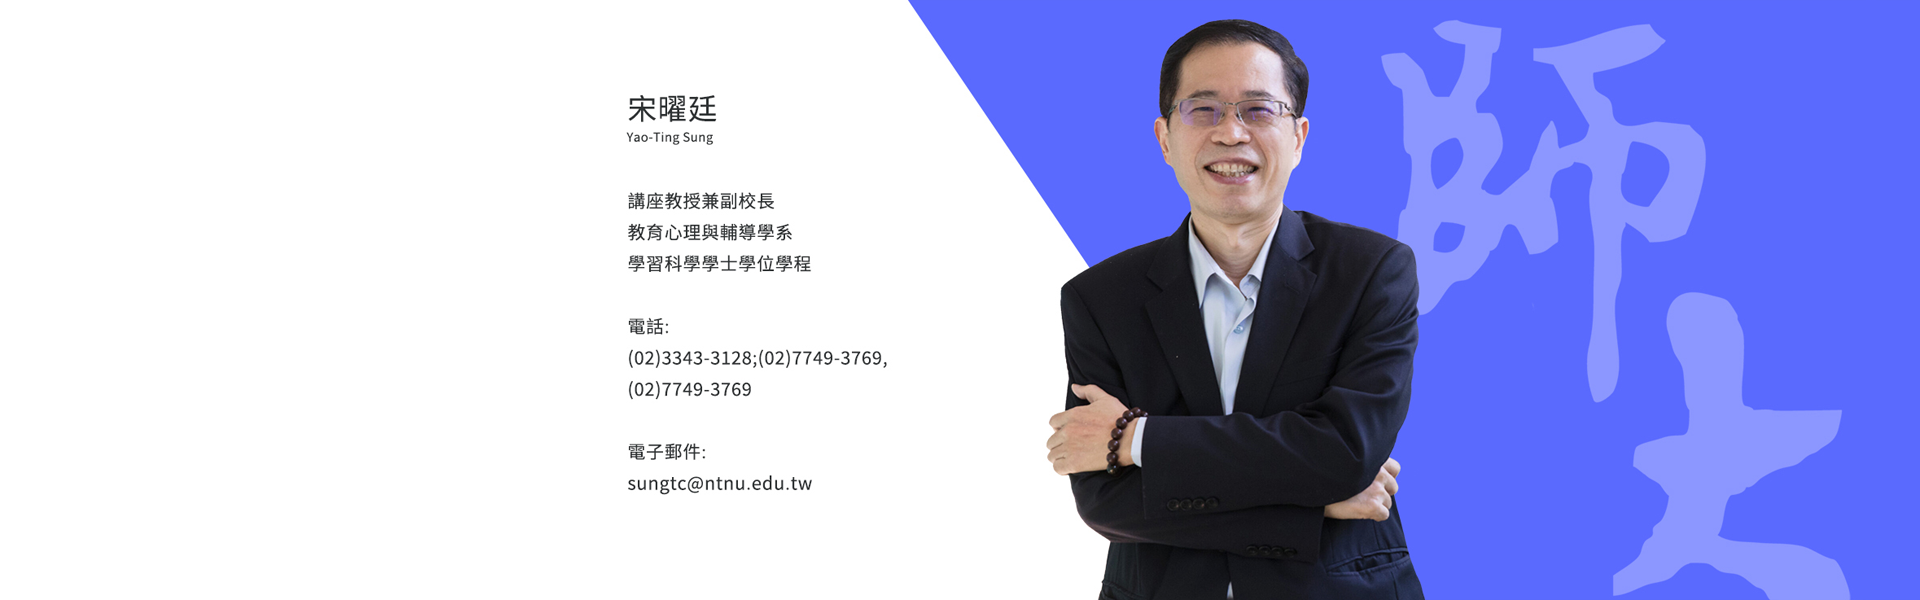 宋曜廷
Yao-Ting Sung
講座教授兼副校長
教育心理與輔導學系
學習科學學士學位學程
電話:
(02)3343-3128;(02)7749-3769,
(02)7749-3769
電子郵件:
sungtc@ntnu.edu.tw
師大